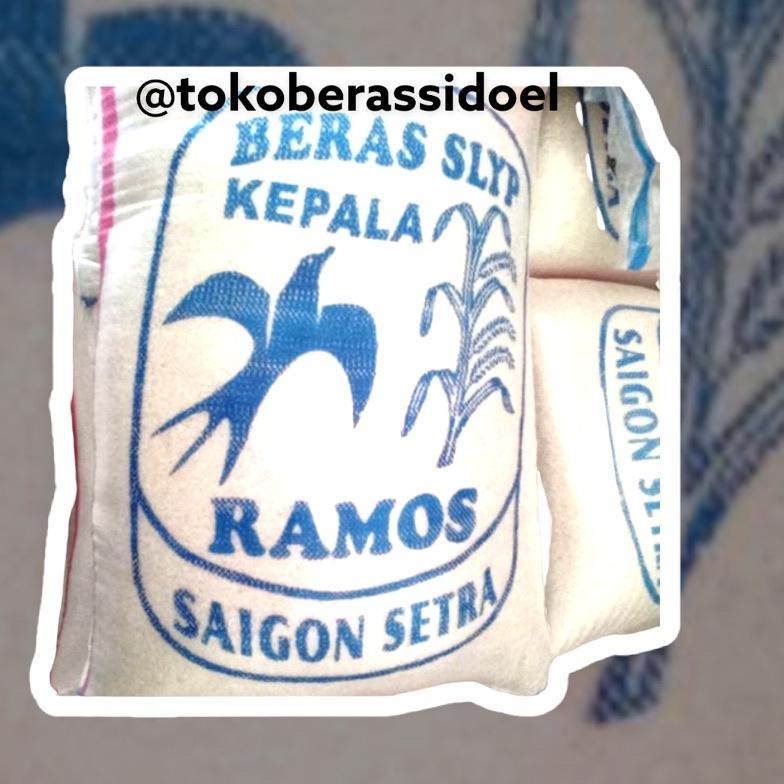 @tokoberassidoel
BERAS SLYP
KEPALA
RAMOS
SAIGON SETRA
SAIGON